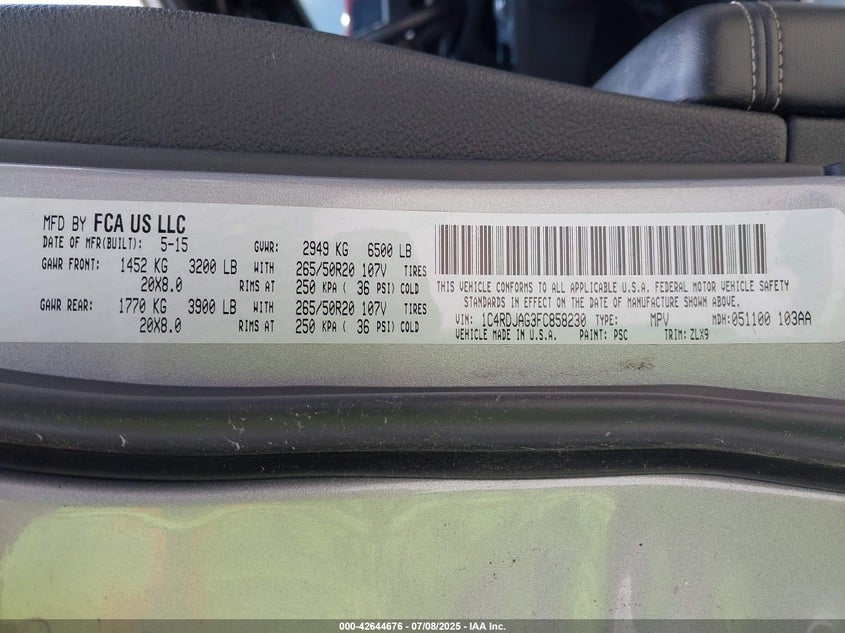 MFD BY FCA US LLC
DATE OF MFR(BUILT): 5-15 GVWR: 2949 KG 6500 LB
GAWR FRONT: 1452 KG 3200 LB WITH 265/50R20 107V TIRES
20X8.0 RIMS AT 250 KPA ( 36 PSI) COLD
GAWR REAR: 1770 KG 3900 LB WITH 265/50R20 107V TIRES
20X8.0 RIMS AT 250 KPA ( 36 PSI) COLD
THIS VEHICLE CONFORMS TO ALL APPLICABLE U.S.A. FEDERAL MOTOR VEHICLE SAFETY
STANDARDS IN EFFECT ON THE DATE OF MANUFACTURE SHOWN ABOVE.
VIN: 1C4RDJAG3FC858230 TYPE: MPV MDH:051100 103AA
VEHICLE MADE IN U.S.A. PAINT: PSC TRIM: ZLX9
000-42644676 - 07/08/2025 - IAA Inc.